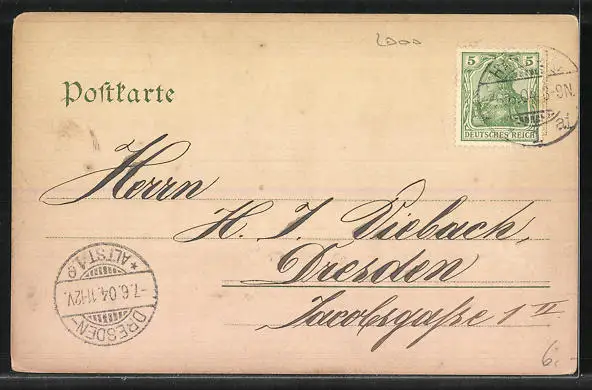 2000
5 5
DEUTSCHES REICH
Postkarte
Herrn
H. J. Viebach,
Dresden
Jacobsgasse 1 II
DRESDEN-
ALTST.19
-7.6.04.11-12V.
6,-